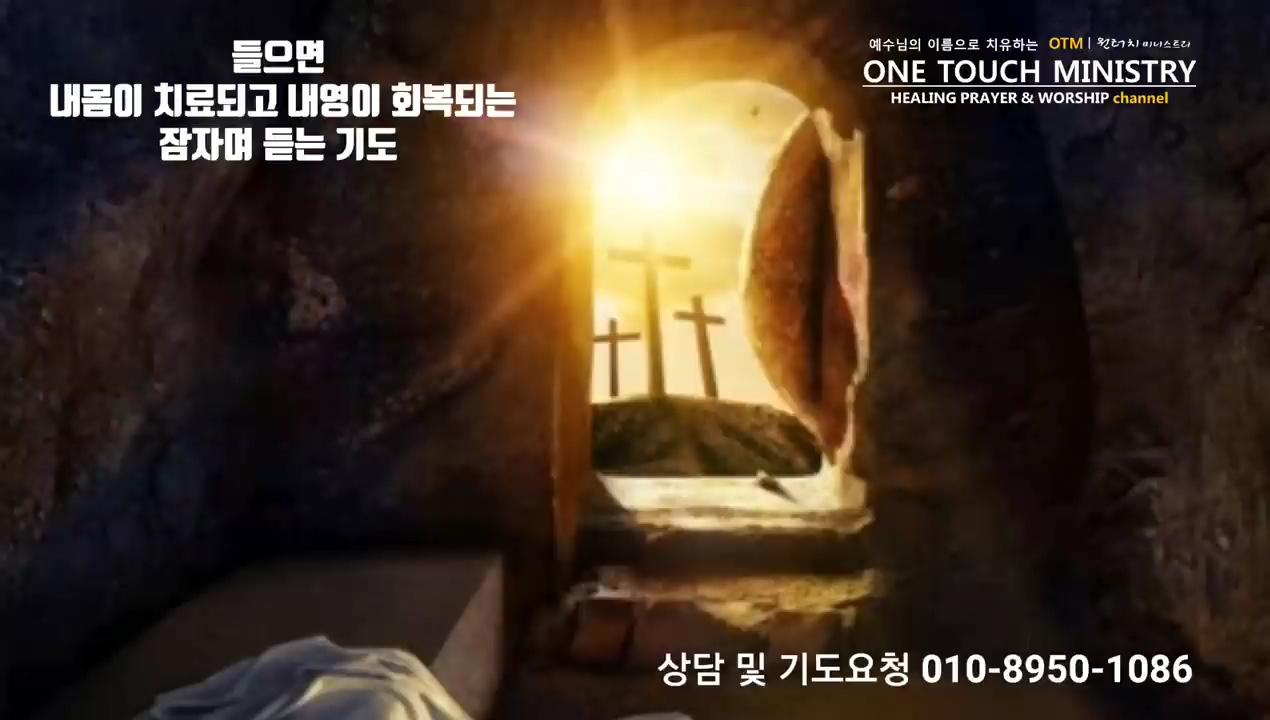 들으면
내몸이 치료되고 내영이 회복되는
잠자며 듣는 기도
예수님의 이름으로 치유하는 OTM | 원터치 미니스트리
ONE TOUCH MINISTRY
HEALING PRAYER & WORSHIP channel
상담 및 기도요청 010-8950-1086